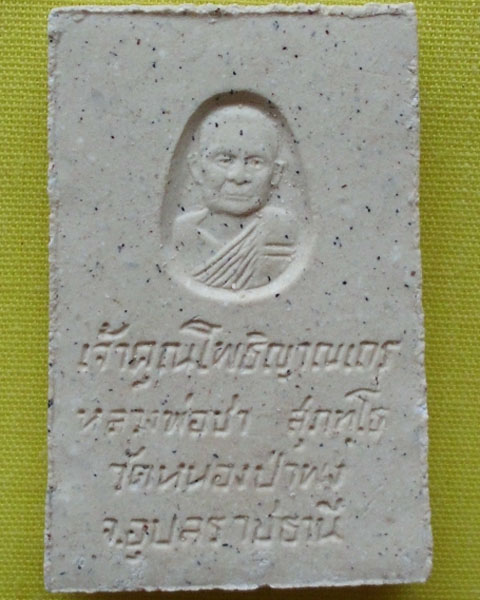 เจ้าคุณโพธิญาณเถร
หลวงพ่อชา สุภทฺโธ
วัดหนองป่าพง
จ.อุบลราชธานี